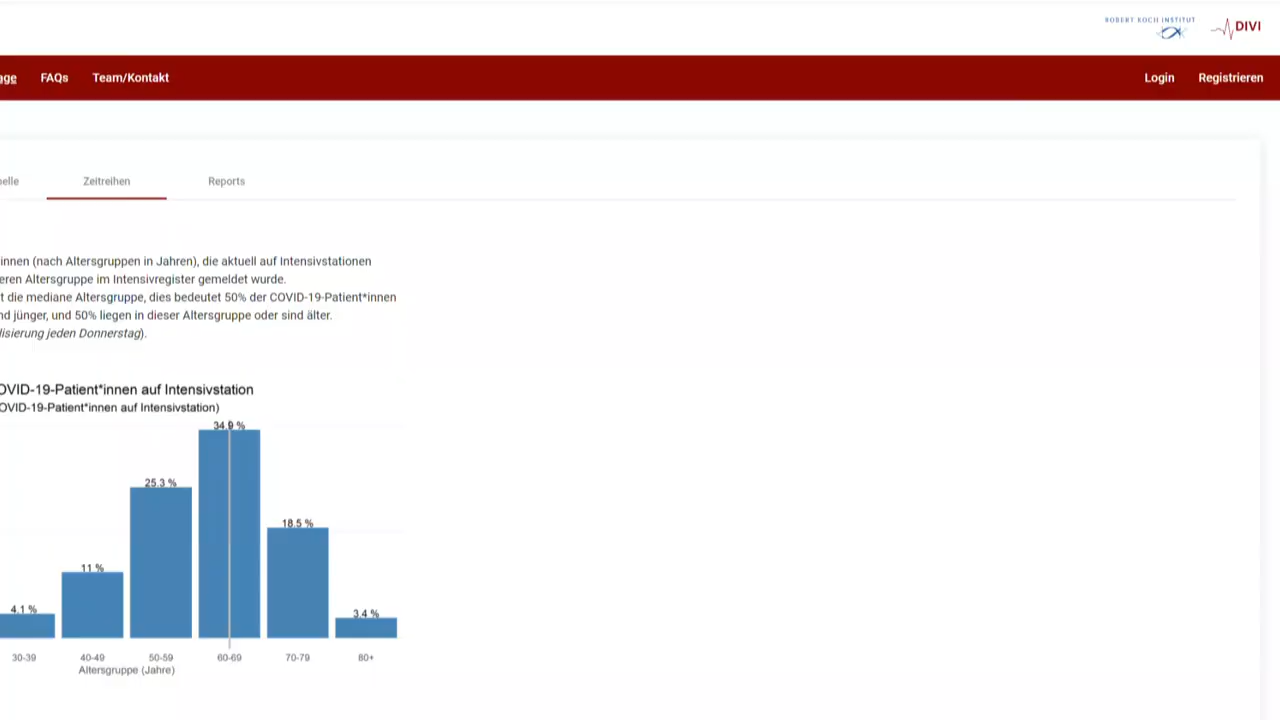 ROBERT KOCH INSTITUT
DIVI
age FAQs Team/Kontakt Login Registrieren
elle Zeitreihen Reports
innen (nach Altersgruppen in Jahren), die aktuell auf Intensivstationen
eren Altersgruppe im Intensivregister gemeldet wurde.
t die mediane Altersgruppe, dies bedeutet 50% der COVID-19-Patient*innen
nd jünger, und 50% liegen in dieser Altersgruppe oder sind älter.
lisierung jeden Donnerstag).
OVID-19-Patient*innen auf Intensivstation
OVID-19-Patient*innen auf Intensivstation)
34.9 %
25.3 %
18.5 %
11 %
4.1 %
3.4 %
30-39 40-49 50-59 60-69 70-79 80+
Altersgruppe (Jahre)